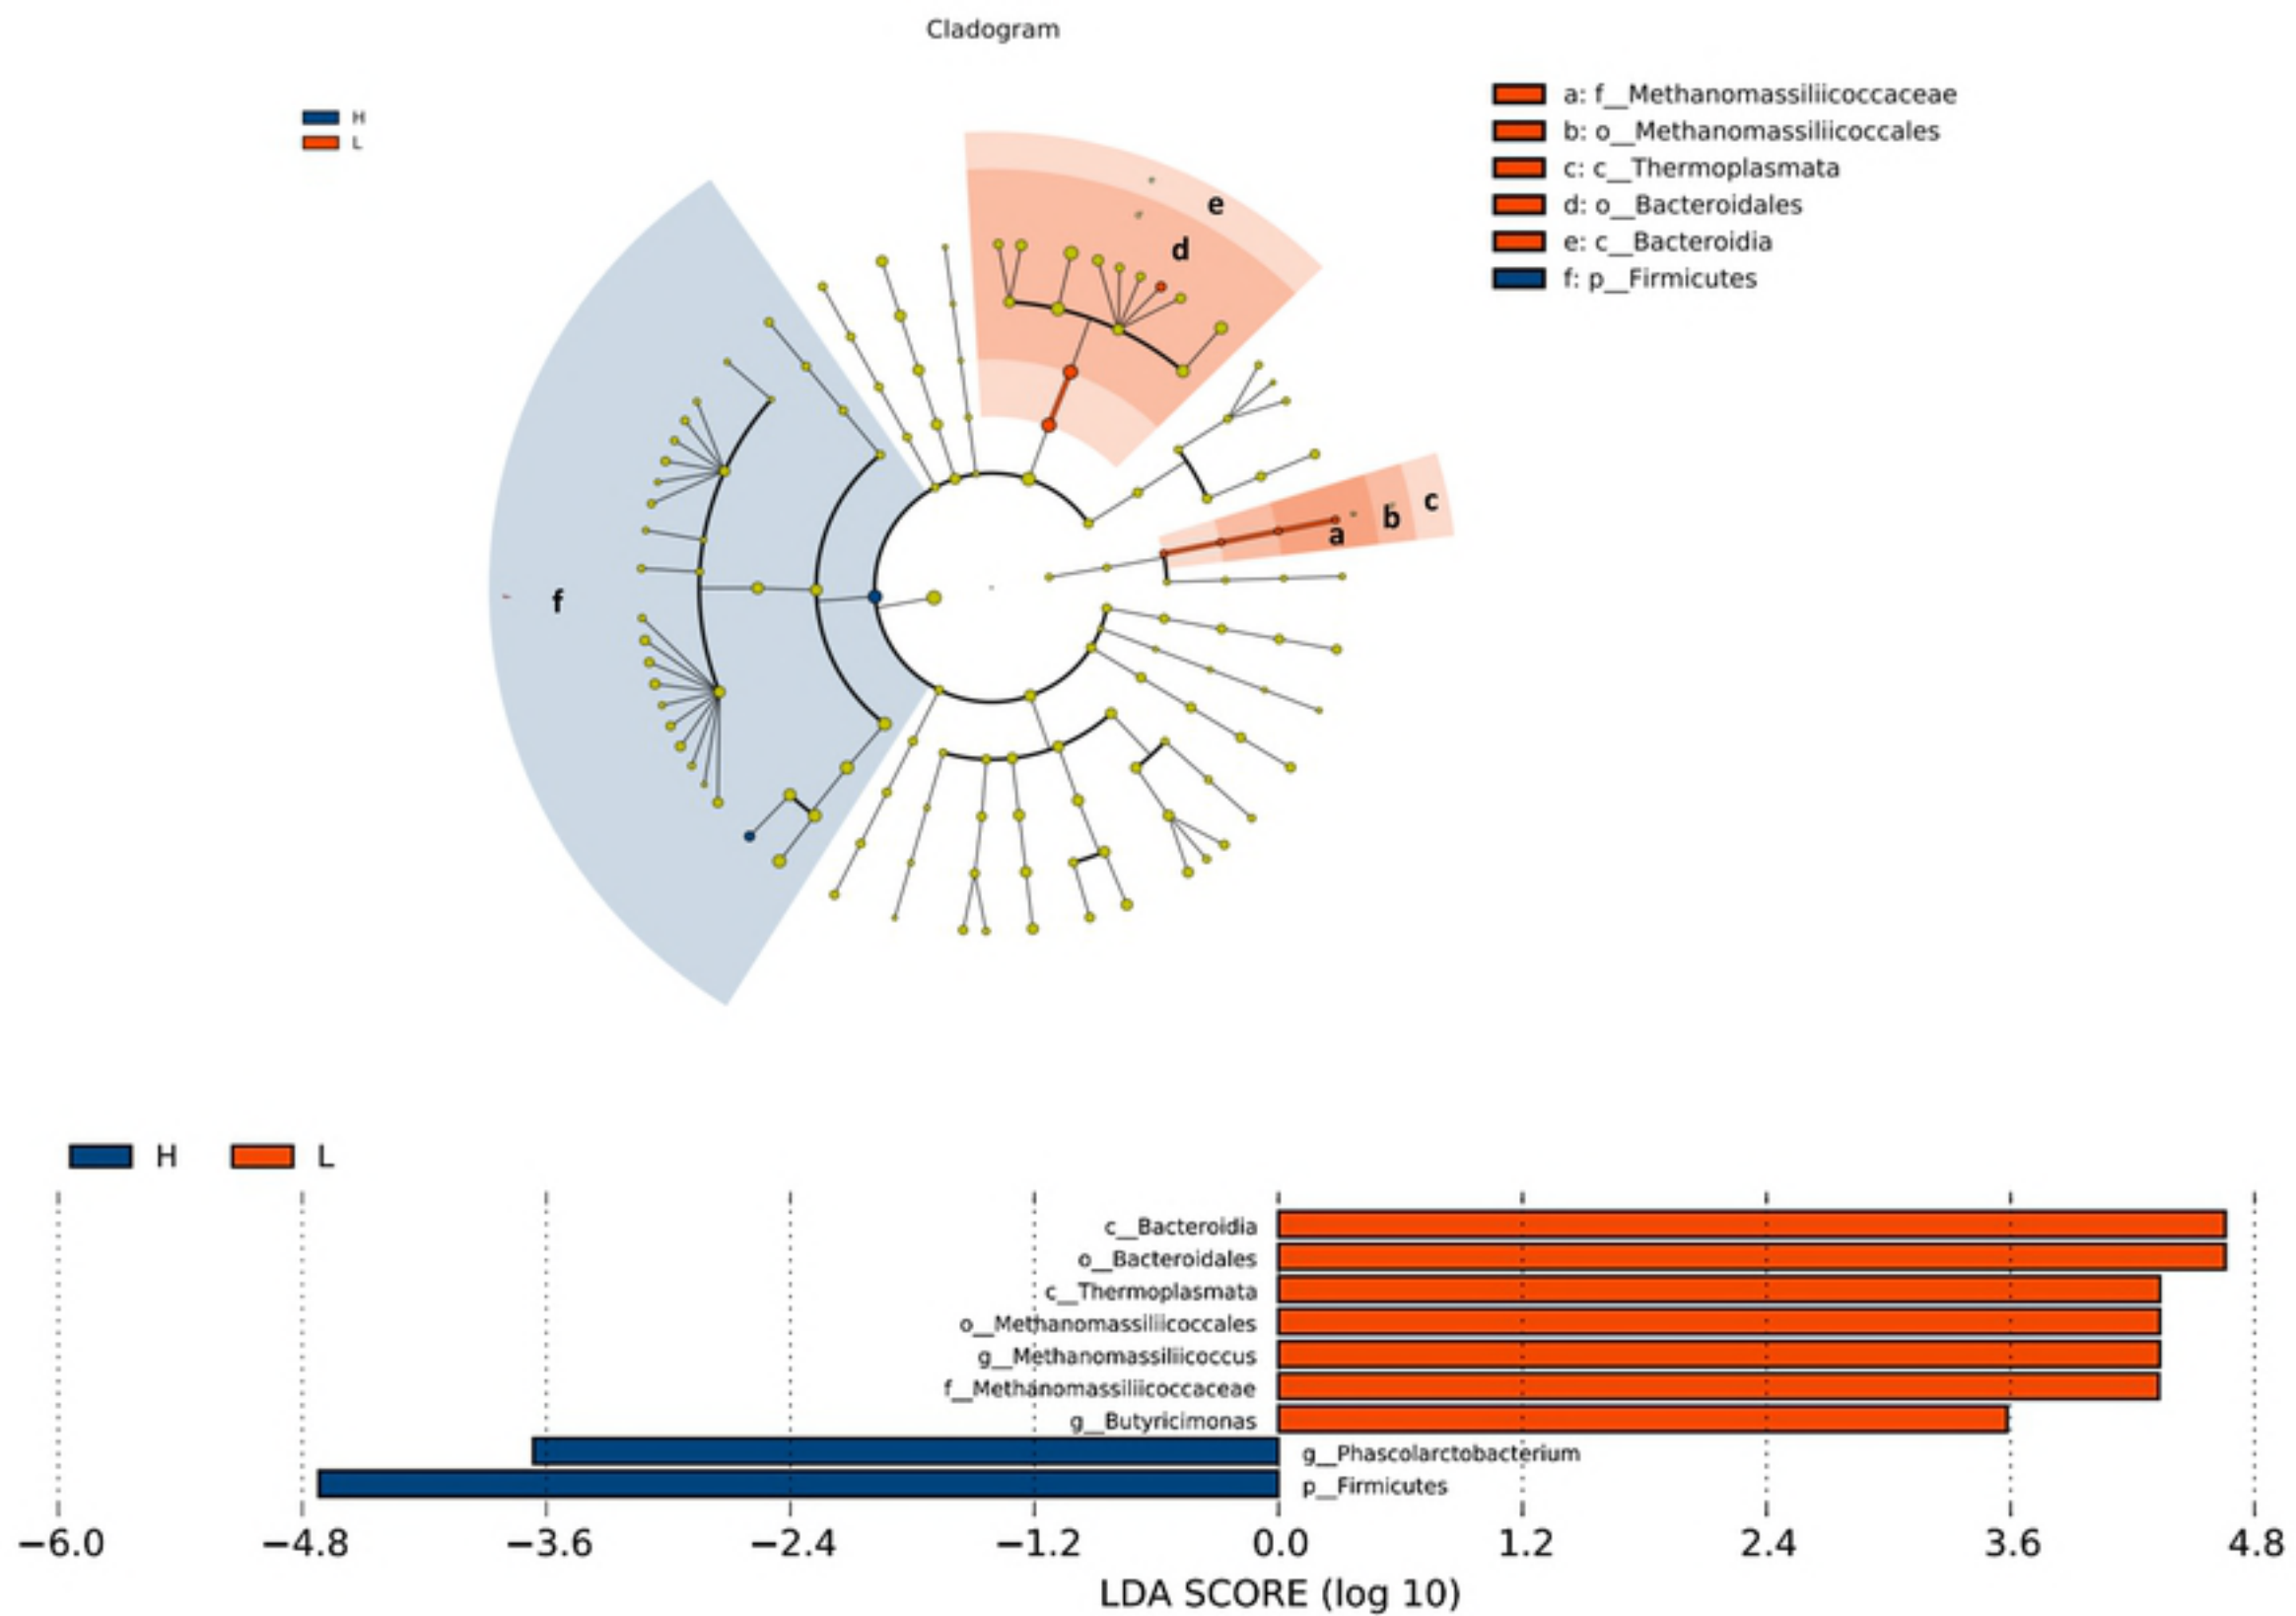 Cladogram
H
L
a: f__Methanomassiliicoccaceae
b: o__Methanomassiliicoccales
c: c__Thermoplasmata
d: o__Bacteroidales
e: c__Bacteroidia
f: p__Firmicutes
e
d
c
b
a
f
H L
c__Bacteroidia
o__Bacteroidales
c__Thermoplasmata
o__Methanomassiliicoccales
g__Methanomassiliicoccus
f__Methanomassiliicoccaceae
g__Butyricimonas
g__Phascolarctobacterium
p__Firmicutes
−6.0 −4.8 −3.6 −2.4 −1.2 0.0 1.2 2.4 3.6 4.8
LDA SCORE (log 10)